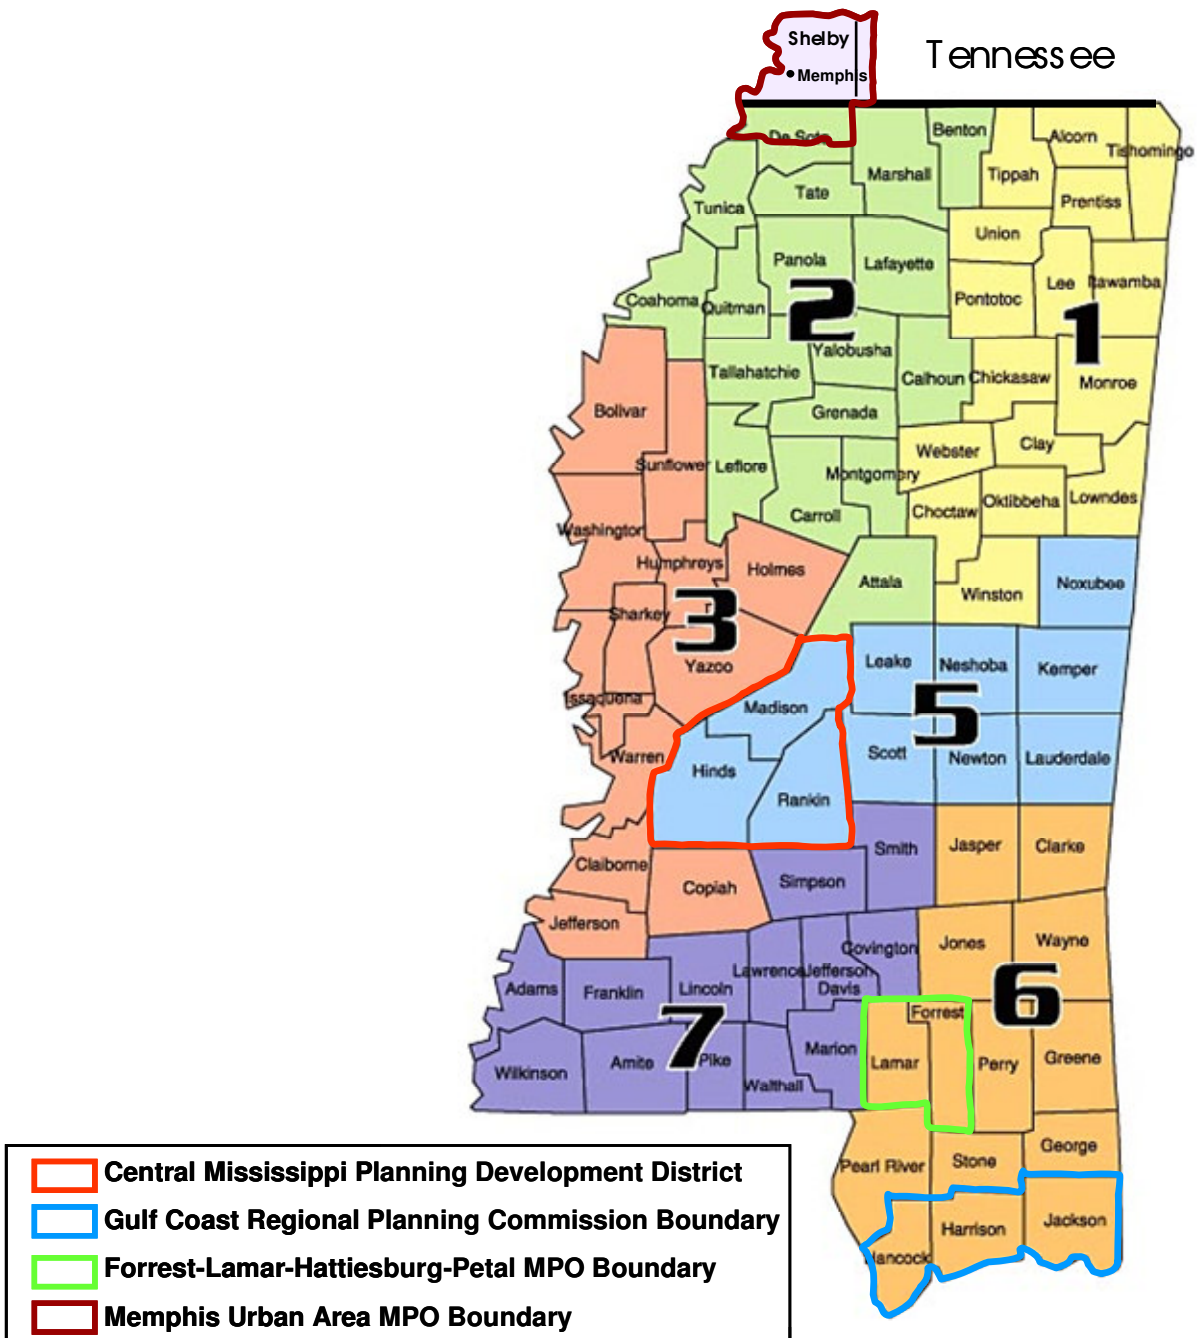 Shelby
Tennessee
Memphis
De Soto
Benton
Alcorn
Tishomingo
Marshall
Tippah
Tate
Prentiss
Tunica
Union
Panola
Lafayette
Lee
Itawamba
Coahoma
Quitman
Pontotoc
2
1
Yalobusha
Tallahatchie
Calhoun
Chickasaw
Monroe
Bolivar
Grenada
Webster
Clay
Sunflower
Leflore
Montgomery
Oktibbeha
Lowndes
Choctaw
Carroll
Washington
Humphreys
Holmes
Attala
Winston
Noxubee
Sharkey
3
Yazoo
Leake
Neshoba
Kemper
Issaquena
Madison
5
Warren
Hinds
Scott
Newton
Lauderdale
Rankin
Smith
Jasper
Clarke
Claiborne
Simpson
Copiah
Jefferson
Covington
Jones
Wayne
Lawrence
Jefferson
Davis
Adams
Franklin
Lincoln
6
Forrest
7
Marion
Lamar
Perry
Greene
Wilkinson
Amite
Pike
Walthall
George
Pearl River
Stone
Jackson
Harrison
Hancock
Central Mississippi Planning Development District
Gulf Coast Regional Planning Commission Boundary
Forrest-Lamar-Hattiesburg-Petal MPO Boundary
Memphis Urban Area MPO Boundary